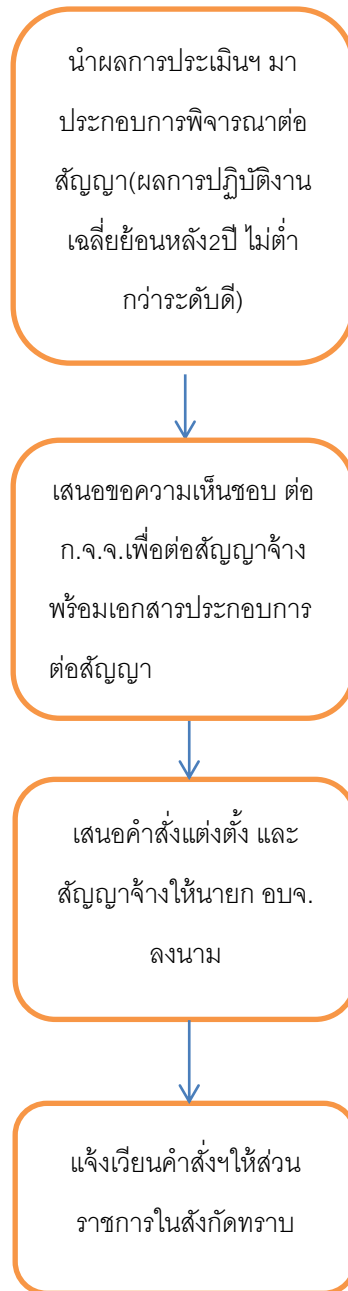 นำผลการประเมินฯ มา
ประกอบการพิจารณาต่อ
สัญญา(ผลการปฏิบัติงาน
เฉลี่ยย้อนหลัง2ปี ไม่ต่ำ
กว่าระดับดี)
เสนอขอความเห็นชอบ ต่อ
ก.จ.จ.เพื่อต่อสัญญาจ้าง
พร้อมเอกสารประกอบการ
ต่อสัญญา
เสนอคำสั่งแต่งตั้ง และ
สัญญาจ้างให้นายก อบจ.
ลงนาม
แจ้งเวียนคำสั่งฯให้ส่วน
ราชการในสังกัดทราบ